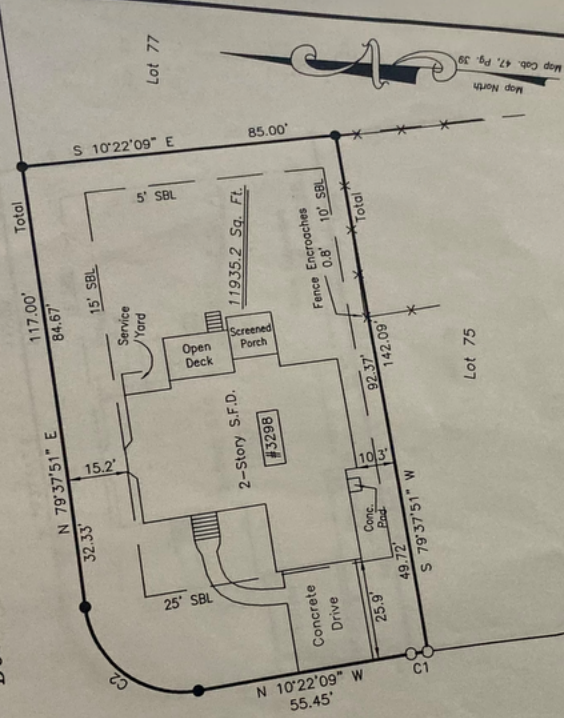 Lot 77
Map Cab. 47, Pg. 39
Map North
S 10°22'09" E
85.00'
Total
117.00'
84.67'
N 79°37'51" E
32.33'
15' SBL
5' SBL
10' SBL
11935.2 Sq. Ft.
Fence Encroaches
0.8'
Total
142.09'
92.37'
Lot 75
Service
Yard
Open
Deck
Screened
Porch
2-Story S.F.D.
#3298
15.2'
10.3'
Conc.
Pad
49.72'
S 79°37'51" W
25' SBL
Concrete
Drive
25.9'
C2
C1
N 10°22'09" W
55.45'